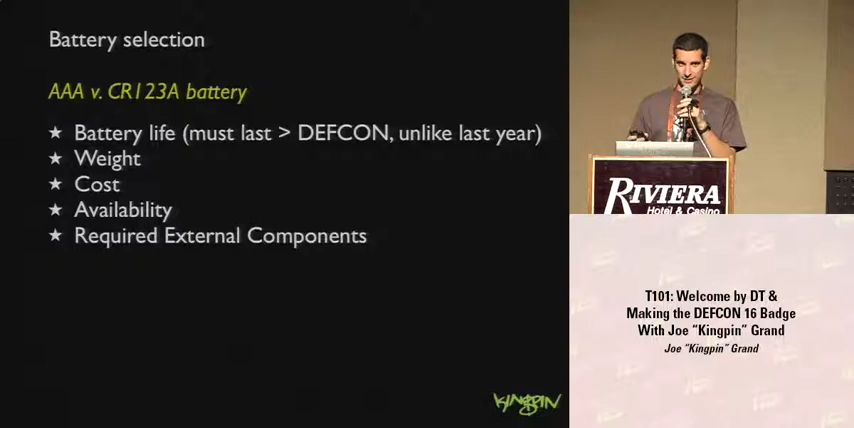 Battery selection
AAA v. CR123A battery
★ Battery life (must last > DEFCON, unlike last year)
★ Weight
★ Cost
★ Availability
★ Required External Components
KINGPIN
RIVIERA
Hotel & Casino
T101: Welcome by DT &
Making the DEFCON 16 Badge
With Joe “Kingpin” Grand
Joe “Kingpin” Grand